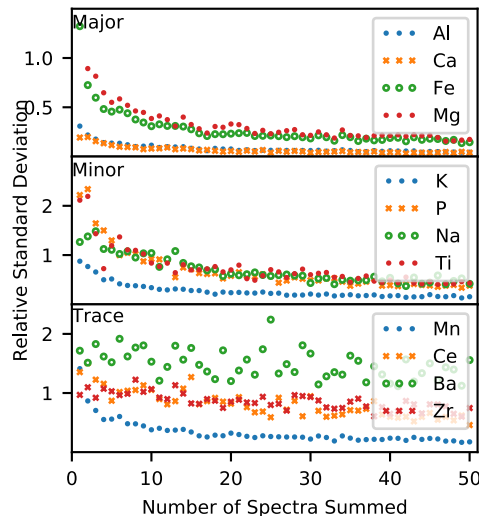 Major
1.0
0.5
Al
Ca
Fe
Mg
Minor
2
1
K
P
Na
Ti
Trace
2
1
Mn
Ce
Ba
Zr
0
10
20
30
40
50
Relative Standard Deviation
Number of Spectra Summed